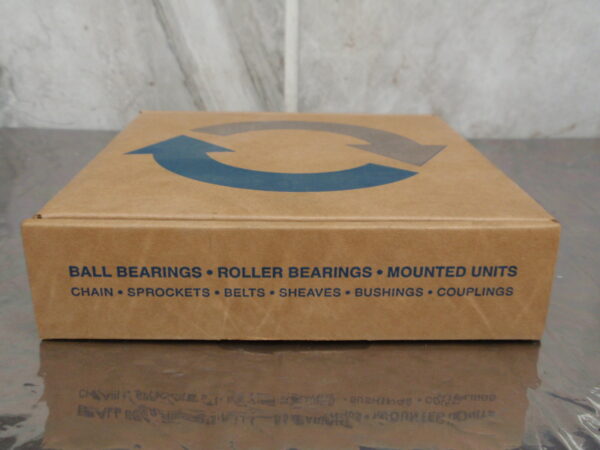 BALL BEARINGS • ROLLER BEARINGS • MOUNTED UNITS
CHAIN • SPROCKETS • BELTS • SHEAVES • BUSHINGS • COUPLINGS